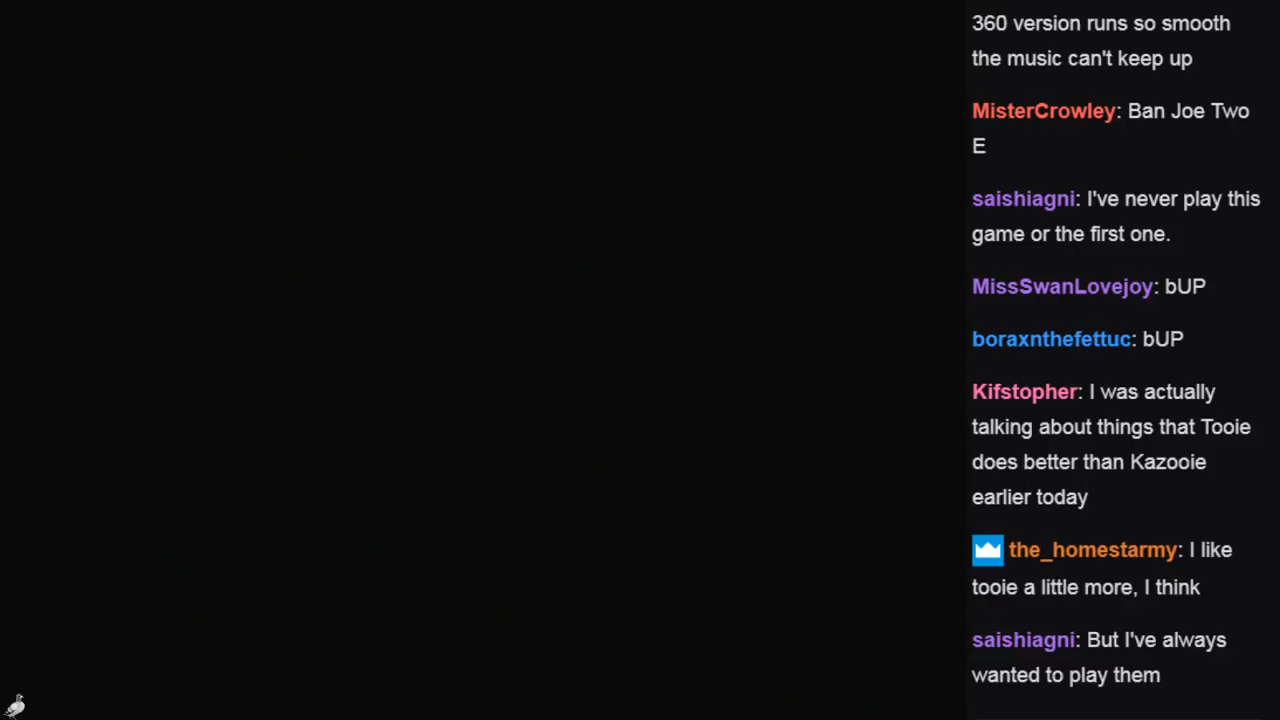 360 version runs so smooth
the music can't keep up
MisterCrowley: Ban Joe Two
E
saishiagni: I've never play this
game or the first one.
MissSwanLovejoy: bUP
boraxnthefettuc: bUP
Kifstopher: I was actually
talking about things that Tooie
does better than Kazooie
earlier today
the_homestarmy: I like
tooie a little more, I think
saishiagni: But I've always
wanted to play them